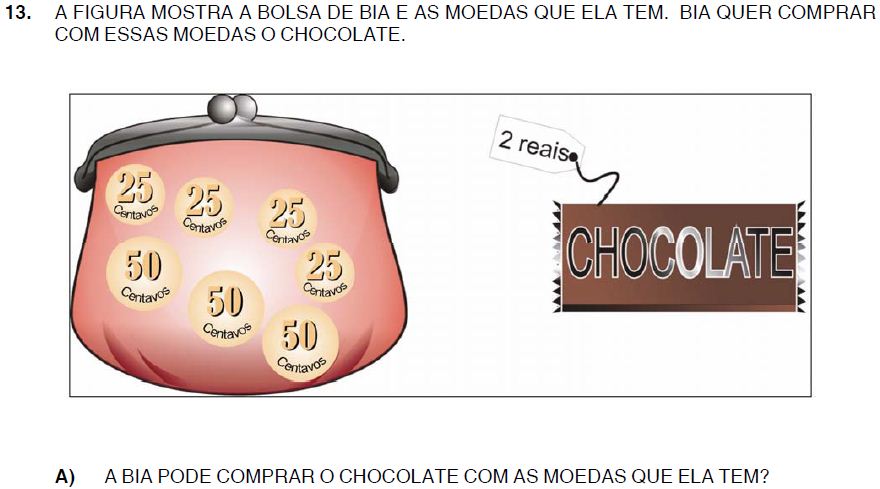 13. A FIGURA MOSTRA A BOLSA DE BIA E AS MOEDAS QUE ELA TEM. BIA QUER COMPRAR
COM ESSAS MOEDAS O CHOCOLATE.
2 reais
25
Centavos
25
Centavos
25
Centavos
CHOCOLATE
50
Centavos
25
Centavos
50
Centavos
50
Centavos
A) A BIA PODE COMPRAR O CHOCOLATE COM AS MOEDAS QUE ELA TEM?